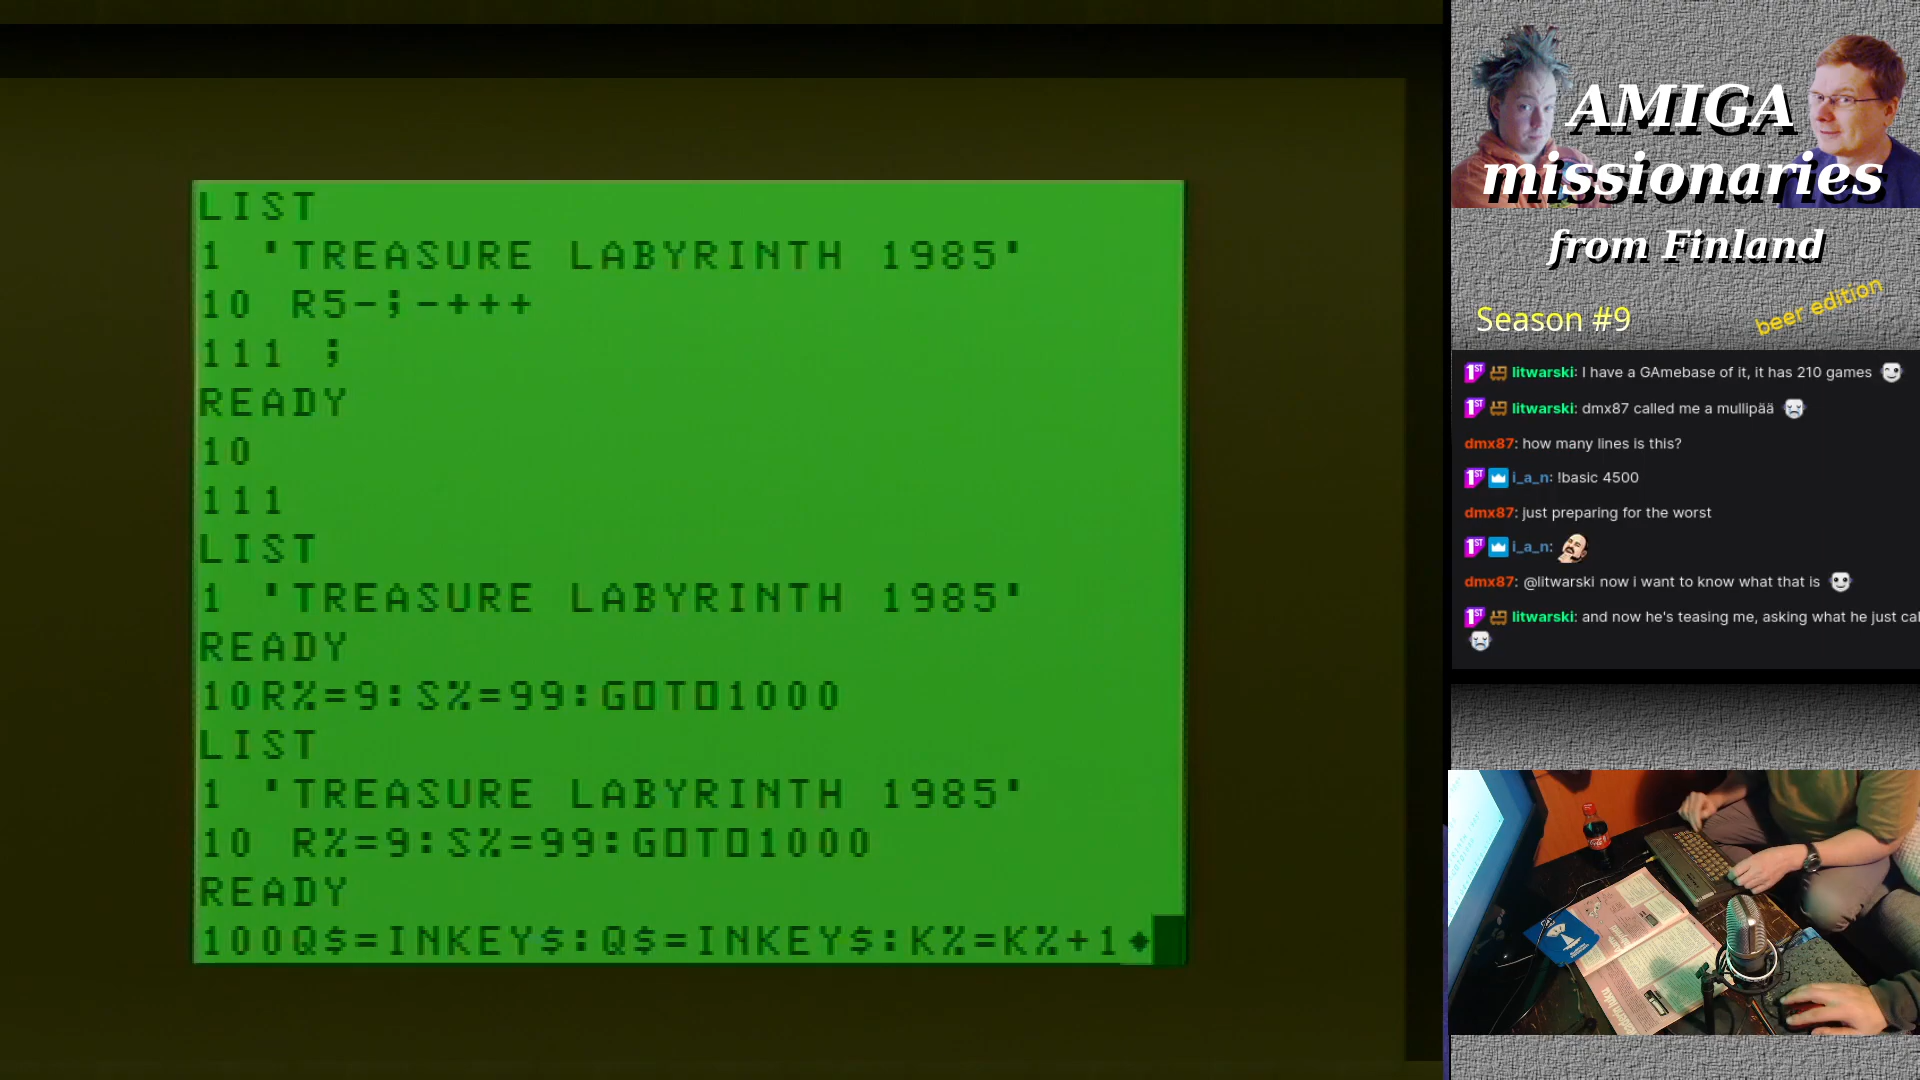 LIST
1 'TREASURE LABYRINTH 1985'
10 R5-;-+++
111 ;
READY
10
111
LIST
1 'TREASURE LABYRINTH 1985'
READY
10R%=9:S%=99:GOTO1000
LIST
1 'TREASURE LABYRINTH 1985'
10 R%=9:S%=99:GOTO1000
READY
100Q$=INKEY$:Q$=INKEY$:K%=K%+1
AMIGA
missionaries
from Finland
Season #9
beer edition
litwarski: I have a GAmebase of it, it has 210 games
litwarski: dmx87 called me a mullipää
dmx87: how many lines is this?
i_a_n: !basic 4500
dmx87: just preparing for the worst
i_a_n:
dmx87: @litwarski now i want to know what that is
litwarski: and now he's teasing me, asking what he just cal